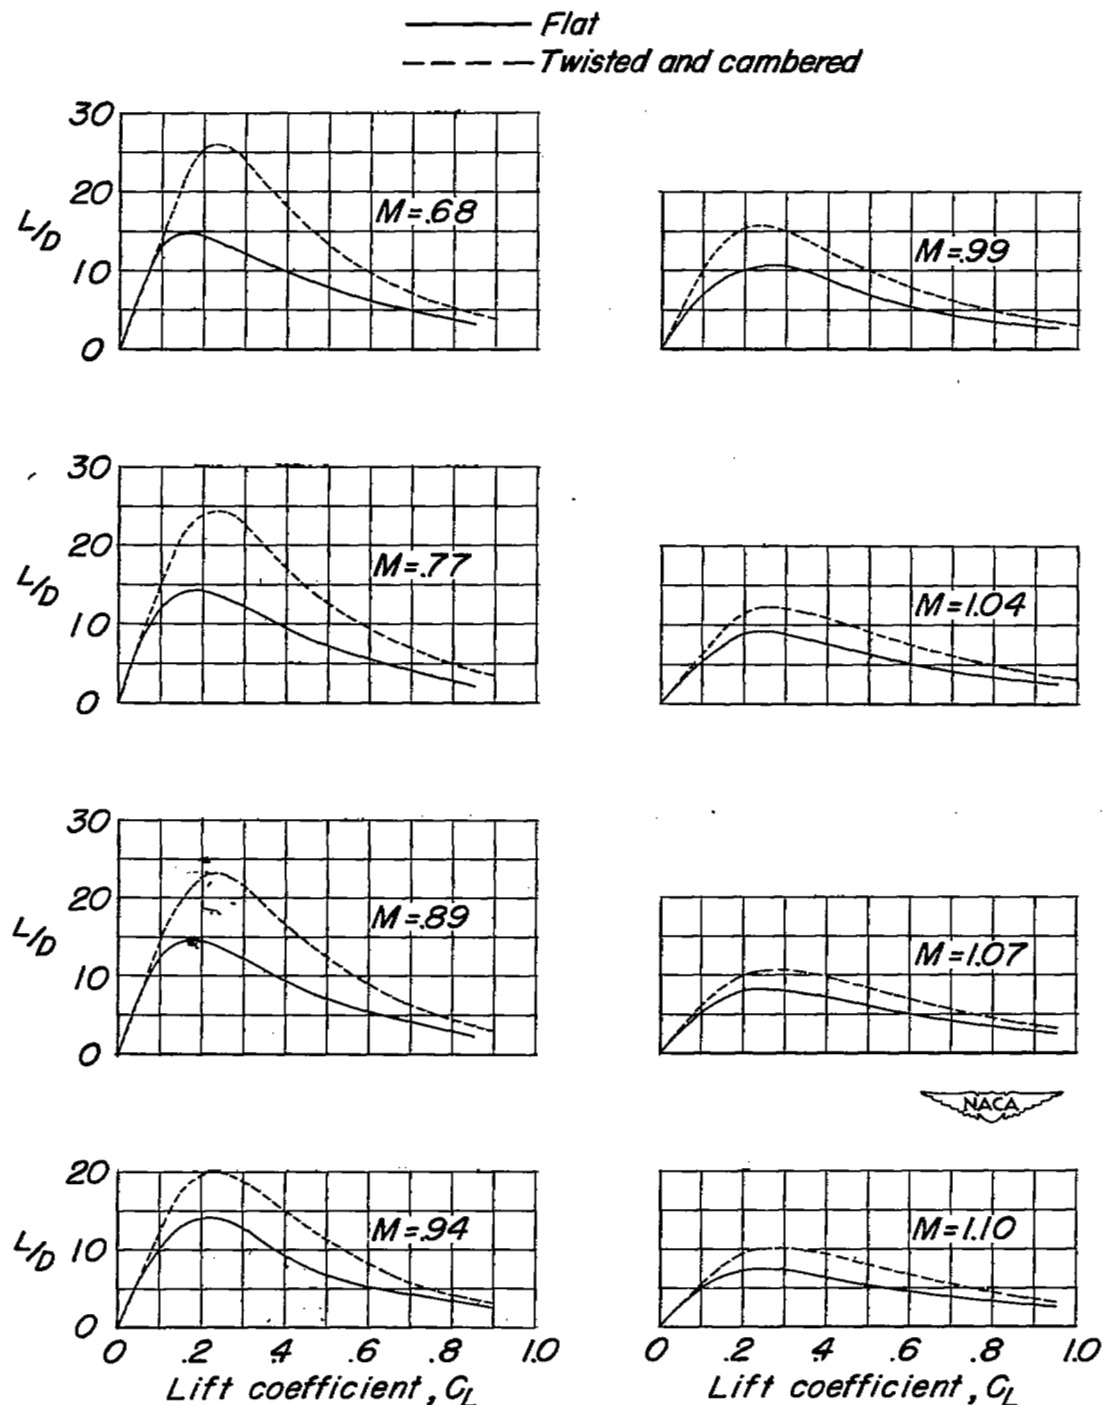 Flat
Twisted and cambered
30
20
L/D
10
0
M=.68
M=.99
30
20
L/D
10
0
M=.77
M=1.04
30
20
L/D
10
0
M=.89
M=1.07
NACA
20
L/D
10
0
M=.94
M=1.10
0 .2 .4 .6 .8 1.0
0 .2 .4 .6 .8 1.0
Lift coefficient, CL
Lift coefficient, CL